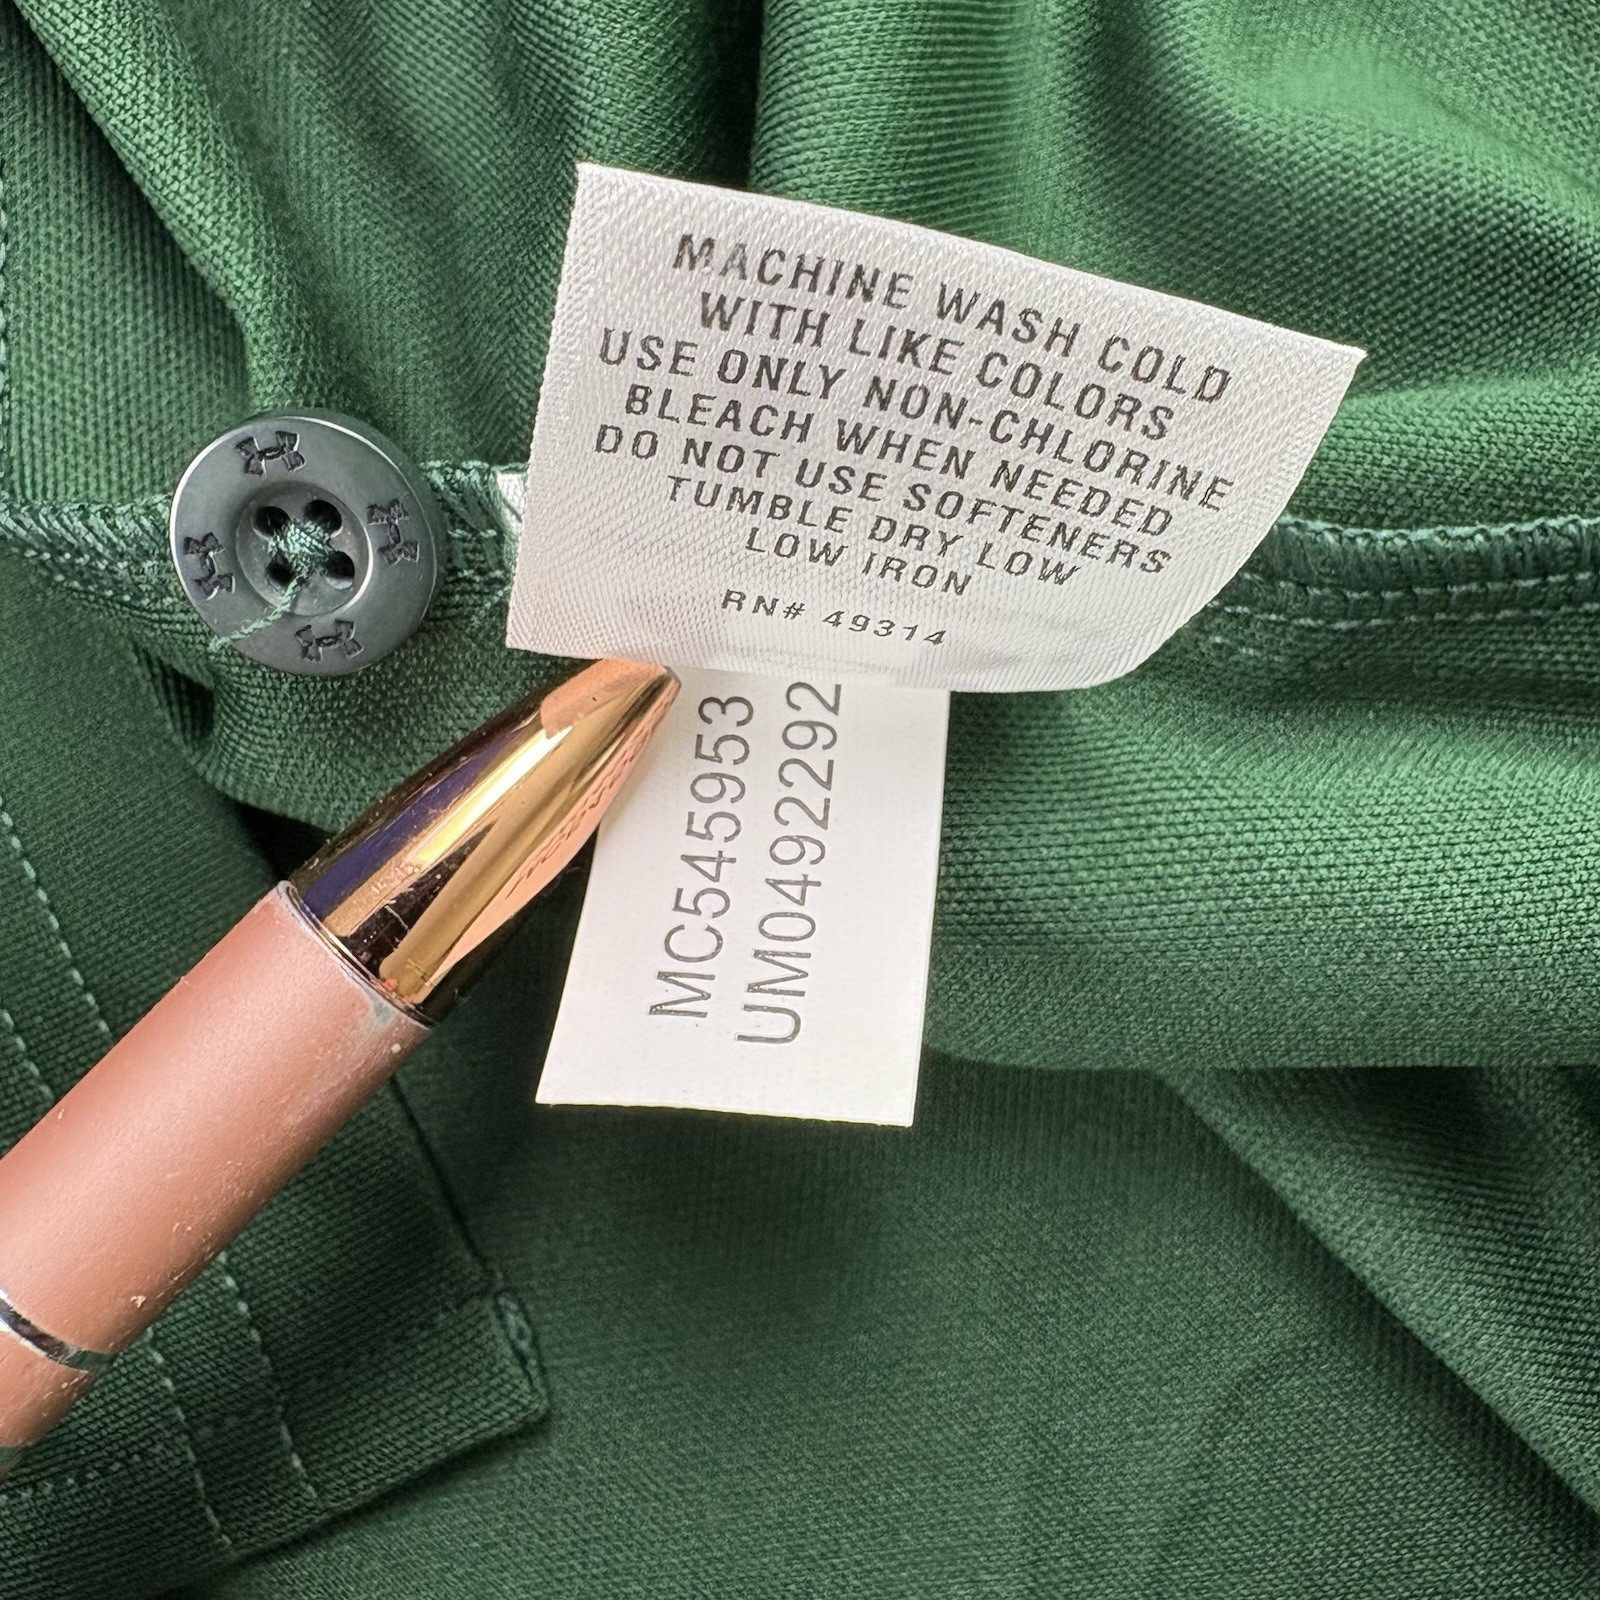 MACHINE WASH COLD
WITH LIKE COLORS
USE ONLY NON-CHLORINE
BLEACH WHEN NEEDED
DO NOT USE SOFTENERS
TUMBLE DRY LOW
LOW IRON
RN# 49314
MC545953
UM0492292